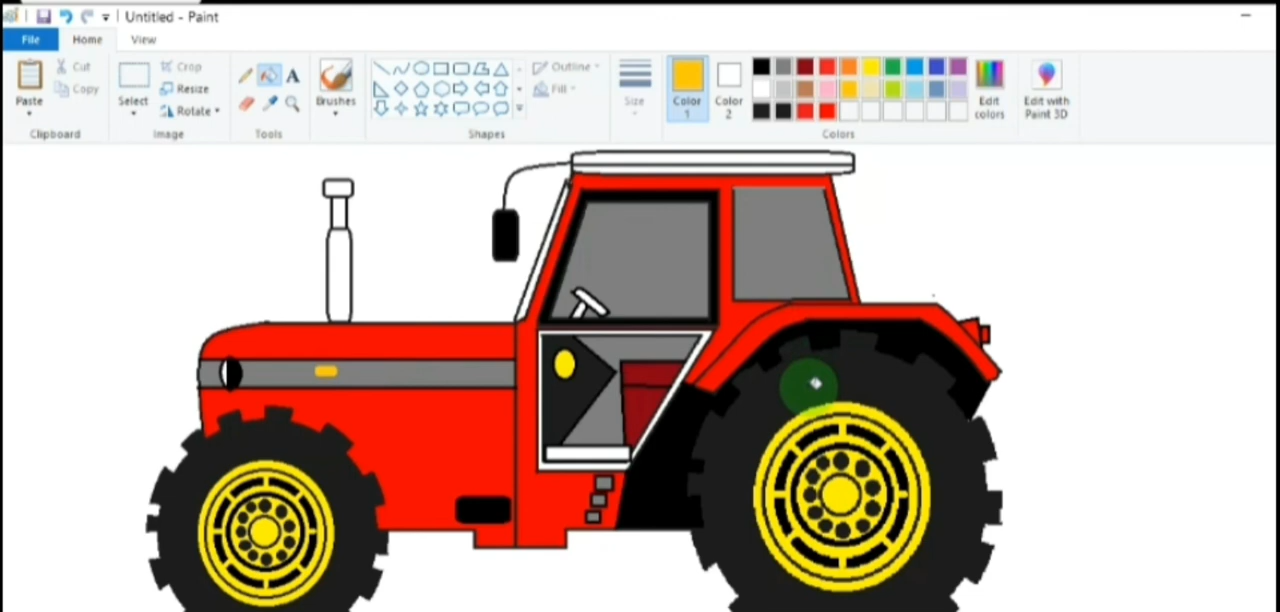 Untitled - Paint
File Home View
Paste
Cut
Copy
Clipboard
Select
Crop
Resize
Rotate
Image
A
Tools
Brushes
Outline
Fill
Shapes
Size
Color 1
Color 2
Edit colors
Colors
Edit with Paint 3D